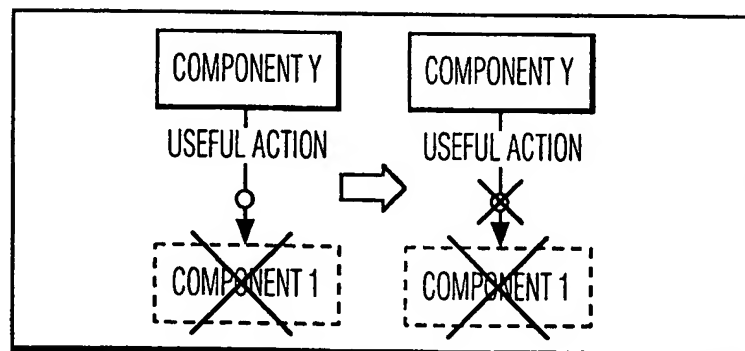 COMPONENT Y
USEFUL ACTION
COMPONENT 1
COMPONENT Y
USEFUL ACTION
COMPONENT 1